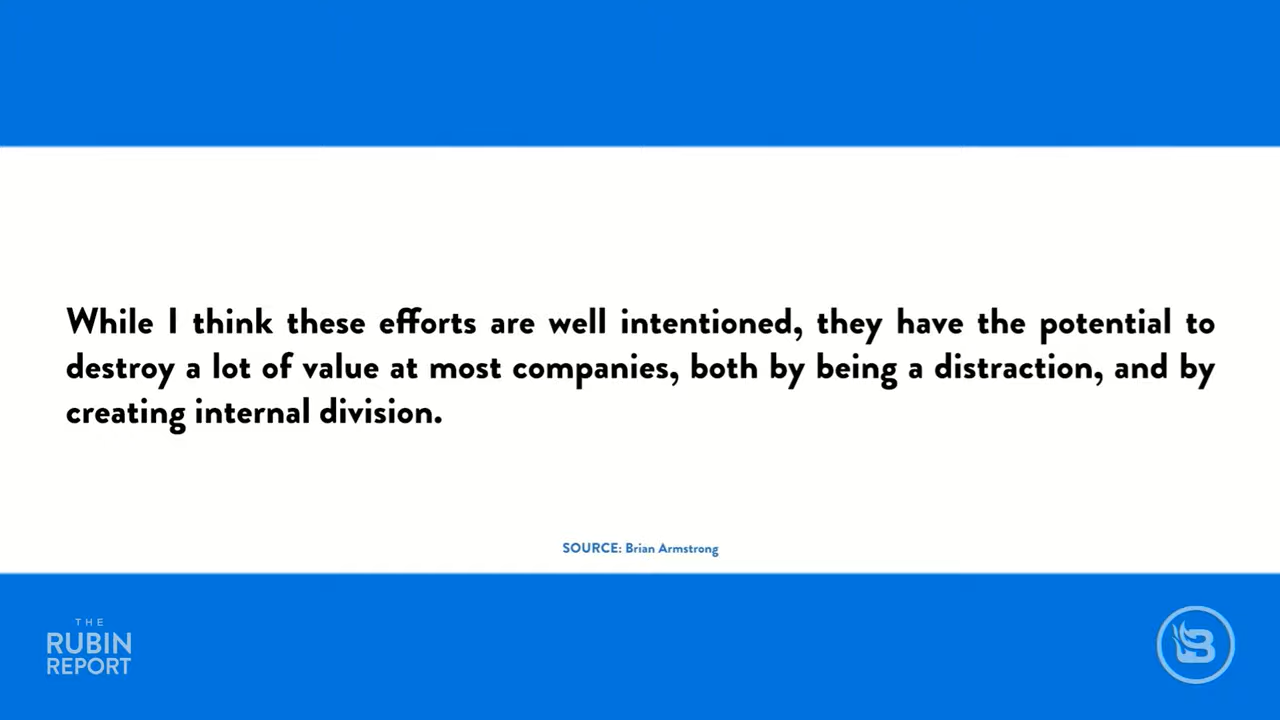 While I think these efforts are well intentioned, they have the potential to
destroy a lot of value at most companies, both by being a distraction, and by
creating internal division.
SOURCE: Brian Armstrong
THE
RUBIN
REPORT
B